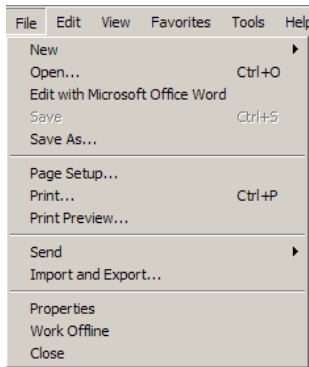 File Edit View Favorites Tools Help
New
Open... Ctrl+O
Edit with Microsoft Office Word
Save Ctrl+S
Save As...
Page Setup...
Print... Ctrl+P
Print Preview...
Send
Import and Export...
Properties
Work Offline
Close